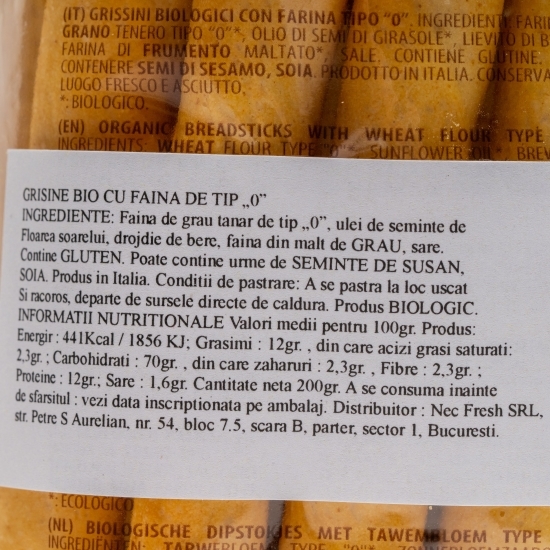 (IT) GRISSINI BIOLOGICI CON FARINA TIPO "0". INGREDIENTI: FARI
GRANO TENERO TIPO "0"*, OLIO DI SEMI DI GIRASOLE*, LIEVITO DI B
FARINA DI FRUMENTO MALTATO*, SALE. CONTIENE GLUTINE.
CONTENERE SEMI DI SESAMO, SOIA. PRODOTTO IN ITALIA. CONSERVA
LUOGO FRESCO E ASCIUTTO.
*: BIOLOGICO.
(EN) ORGANIC BREADSTICKS WITH WHEAT FLOUR TYPE
INGREDIENTS: WHEAT FLOUR TYPE "0"*, SUNFLOWER OIL*, BREW
GRISINE BIO CU FAINA DE TIP „0”
INGREDIENTE: Faina de grau tanar de tip „0”, ulei de seminte de
Floarea soarelui, drojdie de bere, faina din malt de GRAU, sare.
Contine GLUTEN. Poate contine urme de SEMINTE DE SUSAN,
SOIA. Produs in Italia. Conditii de pastrare: A se pastra la loc uscat
Si racoros, departe de sursele directe de caldura. Produs BIOLOGIC.
INFORMATII NUTRITIONALE Valori medii pentru 100gr. Produs:
Energir : 441Kcal / 1856 KJ; Grasimi : 12gr. , din care acizi grasi saturati:
2,3gr. ; Carbohidrati : 70gr. , din care zaharuri : 2,3gr. , Fibre : 2,3gr. ;
Proteine : 12gr.; Sare : 1,6gr. Cantitate neta 200gr. A se consuma inainte
de sfarsitul : vezi data inscriptionata pe ambalaj. Distribuitor : Nec Fresh SRL,
str. Petre S Aurelian, nr. 54, bloc 7.5, scara B, parter, sector 1, Bucuresti.
*: ECOLÓGICO
(NL) BIOLOGISCHE DIPSTOKJES MET TARWEBLOEM TYPE
INGREDIËNTEN: TARWEBLOEM TYPE "0"*